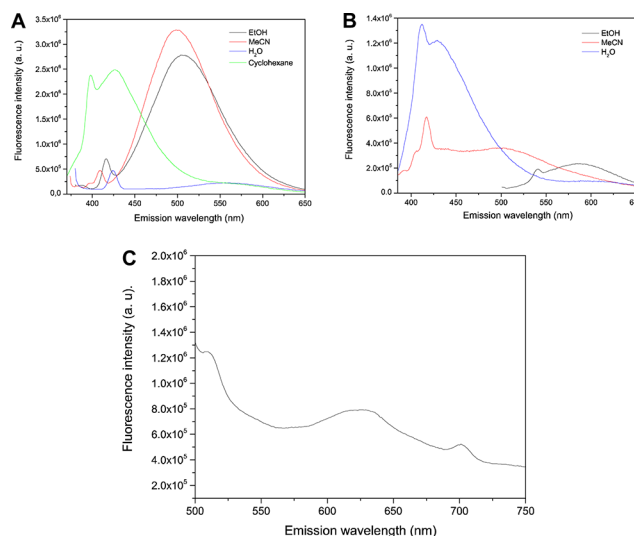 A
3.5x10⁶
3.0x10⁶
2.5x10⁶
2.0x10⁶
1.5x10⁶
1.0x10⁶
5.0x10⁵
0.0
Fluorescence intensity (a. u.)
EtOH
MeCN
H₂O
Cyclohexane
400 450 500 550 600 650
Emission wavelength (nm)
B
1.4x10⁶
1.2x10⁶
1.0x10⁶
8.0x10⁵
6.0x10⁵
4.0x10⁵
2.0x10⁵
0.0
Fluorescence intensity (a. u.)
EtOH
MeCN
H₂O
400 450 500 550 600
Emission wavelength (nm)
C
2.0x10⁶
1.8x10⁶
1.6x10⁶
1.4x10⁶
1.2x10⁶
1.0x10⁶
8.0x10⁵
6.0x10⁵
4.0x10⁵
Fluorescence intensity (a. u).
500 550 600 625 650 700 750
Emission wavelength (nm)